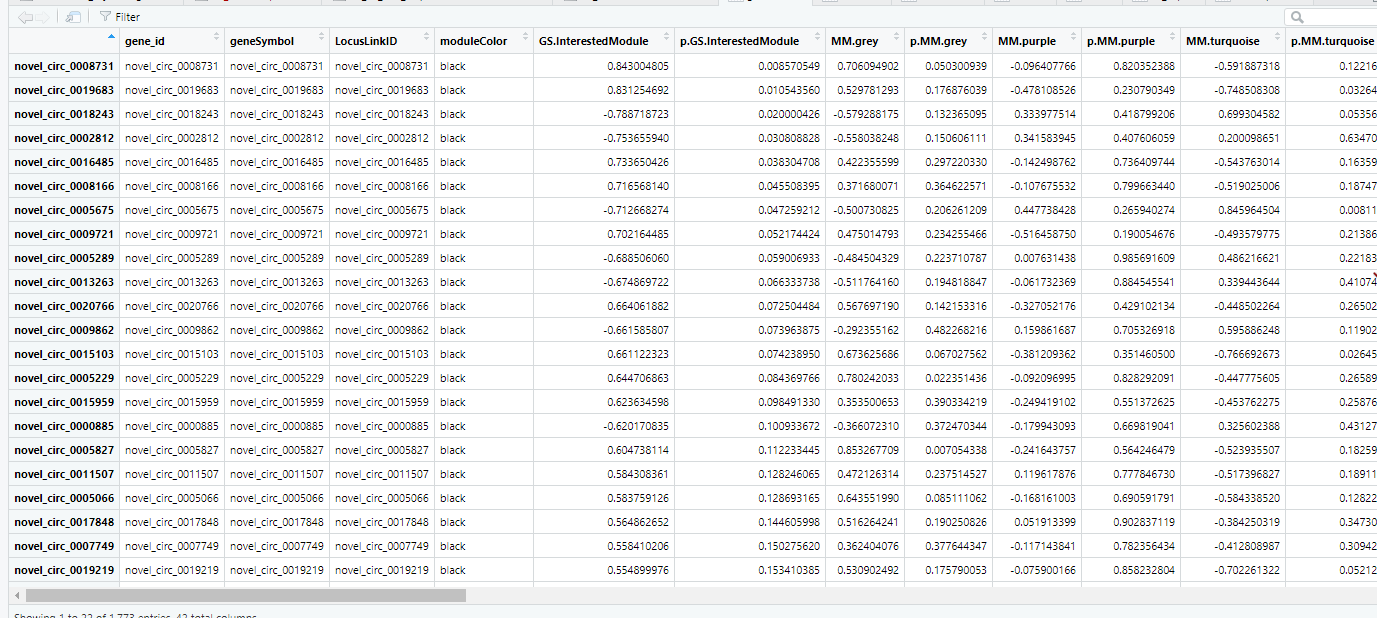 Filter
gene_id geneSymbol LocusLinkID moduleColor GS.InterestedModule p.GS.InterestedModule MM.grey p.MM.grey MM.purple p.MM.purple MM.turquoise p.MM.turquoise
novel_circ_0008731 novel_circ_0008731 novel_circ_0008731 novel_circ_0008731 black 0.843004805 0.008570549 0.706094902 0.050300939 -0.096407766 0.820352388 -0.591887318 0.12216
novel_circ_0019683 novel_circ_0019683 novel_circ_0019683 novel_circ_0019683 black 0.831254692 0.010543560 0.529781293 0.176876039 -0.478108526 0.230790349 -0.748508308 0.03264
novel_circ_0018243 novel_circ_0018243 novel_circ_0018243 novel_circ_0018243 black -0.788718723 0.020000426 -0.579288175 0.132365095 0.333977514 0.418799206 0.699304582 0.05356
novel_circ_0002812 novel_circ_0002812 novel_circ_0002812 novel_circ_0002812 black -0.753655940 0.030808828 -0.558038248 0.150606111 0.341583945 0.407606059 0.200098651 0.63470
novel_circ_0016485 novel_circ_0016485 novel_circ_0016485 novel_circ_0016485 black 0.733650426 0.038304708 0.422355599 0.297220330 -0.142498762 0.736409744 -0.543763014 0.16359
novel_circ_0008166 novel_circ_0008166 novel_circ_0008166 novel_circ_0008166 black 0.716568140 0.045508395 0.371680071 0.364622571 -0.107675532 0.799663440 -0.519025006 0.18747
novel_circ_0005675 novel_circ_0005675 novel_circ_0005675 novel_circ_0005675 black -0.712668274 0.047259212 -0.500730825 0.206261209 0.447738428 0.265940274 0.845964504 0.00811
novel_circ_0009721 novel_circ_0009721 novel_circ_0009721 novel_circ_0009721 black 0.702164485 0.052174424 0.475014793 0.234255466 -0.516458750 0.190054676 -0.493579775 0.21386
novel_circ_0005289 novel_circ_0005289 novel_circ_0005289 novel_circ_0005289 black -0.688506060 0.059006933 -0.484504329 0.223710787 0.007631438 0.985691609 0.486216621 0.22183
novel_circ_0013263 novel_circ_0013263 novel_circ_0013263 novel_circ_0013263 black -0.674869722 0.066333738 -0.511764160 0.194818847 -0.061732369 0.884545541 0.339443644 0.41074
novel_circ_0020766 novel_circ_0020766 novel_circ_0020766 novel_circ_0020766 black 0.664061882 0.072504484 0.567697190 0.142153316 -0.327052176 0.429102134 -0.448502264 0.26502
novel_circ_0009862 novel_circ_0009862 novel_circ_0009862 novel_circ_0009862 black -0.661585807 0.073963875 -0.292355162 0.482268216 0.159861687 0.705326918 0.595886248 0.11902
novel_circ_0015103 novel_circ_0015103 novel_circ_0015103 novel_circ_0015103 black 0.661122323 0.074238950 0.673625686 0.067027562 -0.381209362 0.351460500 -0.766692673 0.02645
novel_circ_0005229 novel_circ_0005229 novel_circ_0005229 novel_circ_0005229 black 0.644706863 0.084369766 0.780242033 0.022351436 -0.092096995 0.828292091 -0.447775605 0.26589
novel_circ_0015959 novel_circ_0015959 novel_circ_0015959 novel_circ_0015959 black 0.623634598 0.098491330 0.353500653 0.390334219 -0.249419102 0.551372625 -0.453762275 0.25876
novel_circ_0000885 novel_circ_0000885 novel_circ_0000885 novel_circ_0000885 black -0.620170835 0.100933672 -0.366072310 0.372470344 -0.179943093 0.669819041 0.325602388 0.43127
novel_circ_0005827 novel_circ_0005827 novel_circ_0005827 novel_circ_0005827 black 0.604738114 0.112233445 0.853267709 0.007054338 -0.241643757 0.564246479 -0.523935507 0.18259
novel_circ_0011507 novel_circ_0011507 novel_circ_0011507 novel_circ_0011507 black 0.584308361 0.128246065 0.472126314 0.237514527 0.119617876 0.777846730 -0.517396827 0.18911
novel_circ_0005066 novel_circ_0005066 novel_circ_0005066 novel_circ_0005066 black 0.583759126 0.128693165 0.643551990 0.085111062 -0.168161003 0.690591791 -0.584338520 0.12822
novel_circ_0017848 novel_circ_0017848 novel_circ_0017848 novel_circ_0017848 black 0.564862652 0.144605998 0.516264241 0.190250826 0.051913399 0.902837119 -0.384250319 0.34730
novel_circ_0007749 novel_circ_0007749 novel_circ_0007749 novel_circ_0007749 black 0.558410206 0.150275620 0.362404076 0.377644347 -0.117143841 0.782356434 -0.412808987 0.30942
novel_circ_0019219 novel_circ_0019219 novel_circ_0019219 novel_circ_0019219 black 0.554899976 0.153410385 0.530902492 0.175790053 -0.075900166 0.858232804 -0.702261322 0.05212
Showing 1 to 22 of 1,773 entries, 42 total columns